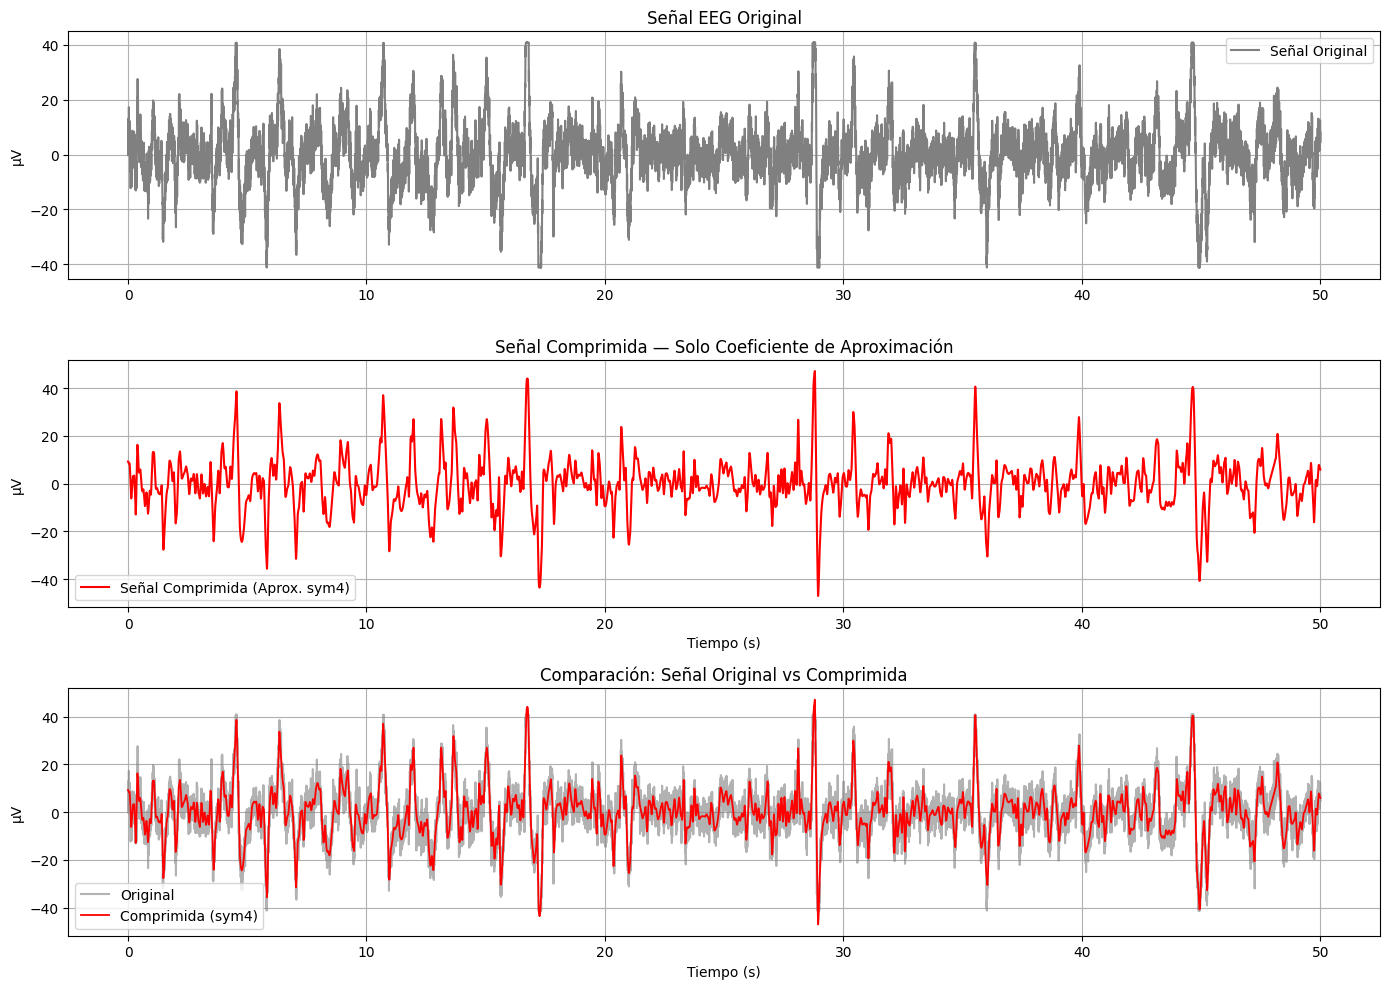 Señal EEG Original
µV
40
20
0
−20
−40
Señal Original
0 10 20 30 40 50
Señal Comprimida — Solo Coeficiente de Aproximación
µV
40
20
0
−20
−40
Señal Comprimida (Aprox. sym4)
0 10 20 30 40 50
Tiempo (s)
Comparación: Señal Original vs Comprimida
µV
40
20
0
−20
−40
Original
Comprimida (sym4)
0 10 20 30 40 50
Tiempo (s)